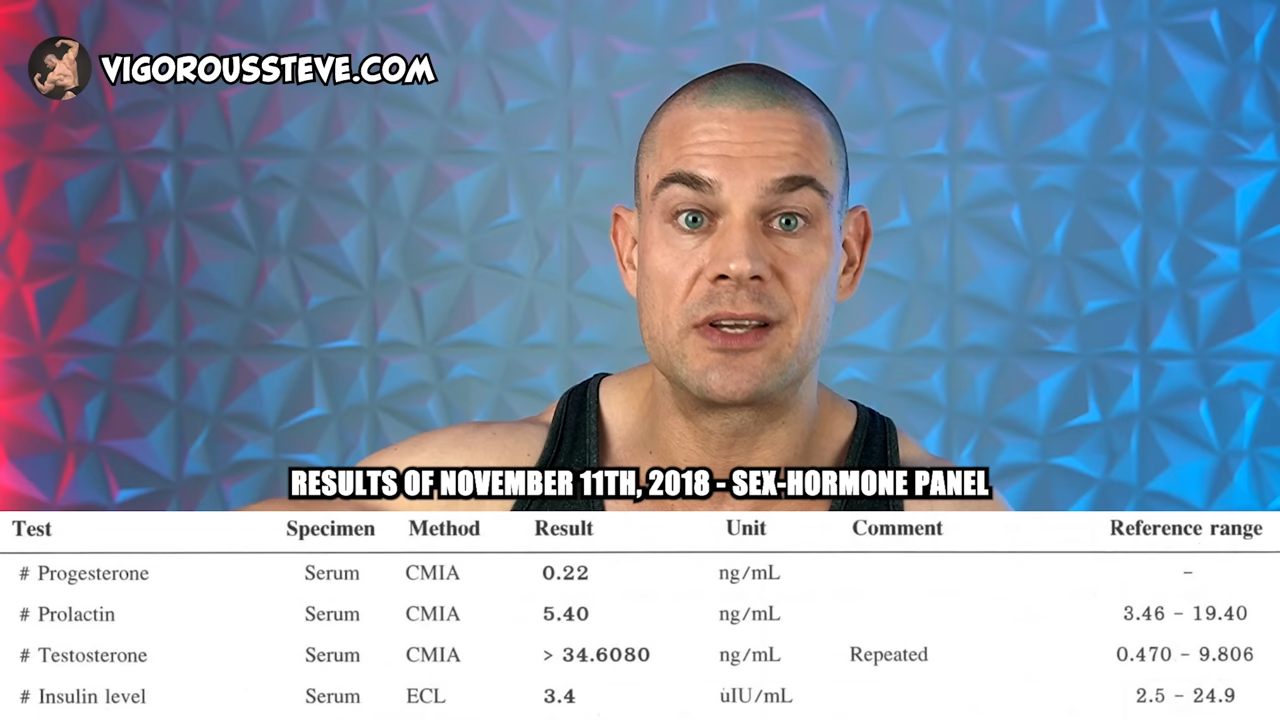 VIGOROUSSTEVE.COM
RESULTS OF NOVEMBER 11TH, 2018 - SEX-HORMONE PANEL
Test Specimen Method Result Unit Comment Reference range
# Progesterone Serum CMIA 0.22 ng/mL -
# Prolactin Serum CMIA 5.40 ng/mL 3.46 - 19.40
# Testosterone Serum CMIA > 34.6080 ng/mL Repeated 0.470 - 9.806
# Insulin level Serum ECL 3.4 uIU/mL 2.5 - 24.9